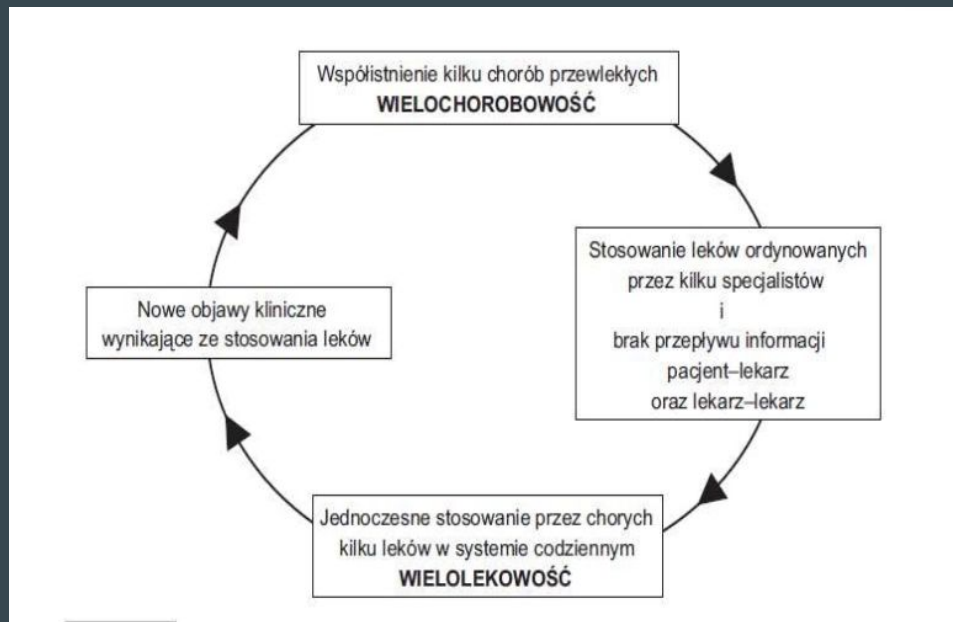 Współistnienie kilku chorób przewlekłych
WIELOCHOROBOWOŚĆ
Stosowanie leków ordynowanych
przez kilku specjalistów
i
brak przepływu informacji
pacjent–lekarz
oraz lekarz–lekarz
Jednoczesne stosowanie przez chorych
kilku leków w systemie codziennym
WIELOLEKOWOŚĆ
Nowe objawy kliniczne
wynikające ze stosowania leków